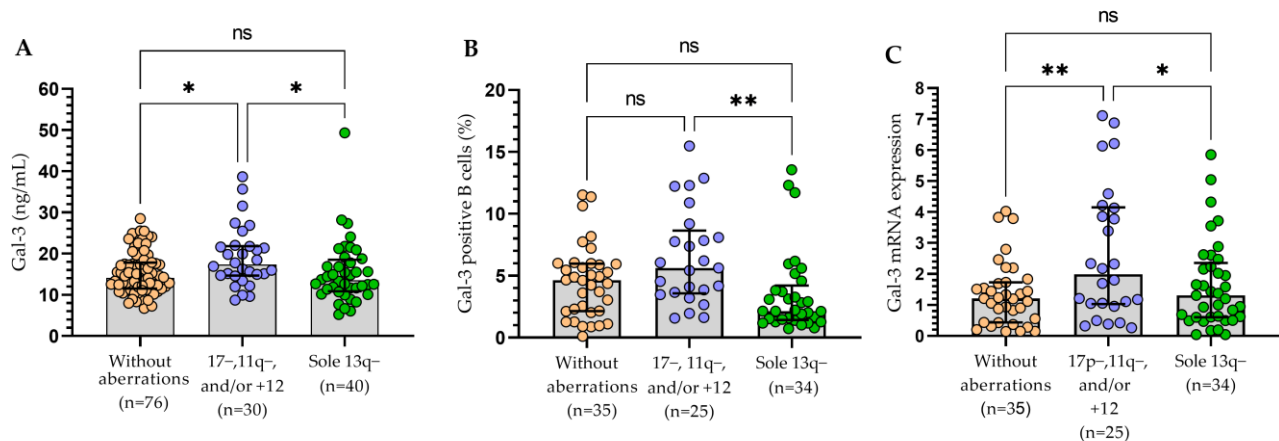 A
ns
*
*
Gal-3 (ng/mL)
60
50
40
30
20
10
0
Without
aberrations
(n=76)
17−,11q−,
and/or +12
(n=30)
Sole 13q−
(n=40)
B
ns
ns
**
Gal-3 positive B cells (%)
20
15
10
5
0
Without
aberrations
(n=35)
17−,11q−,
and/or +12
(n=25)
Sole 13q−
(n=34)
C
ns
**
*
Gal-3 mRNA expression
8
7
6
5
4
3
2
1
0
Without
aberrations
(n=35)
17p−,11q−,
and/or
+12
(n=25)
Sole 13q−
(n=34)